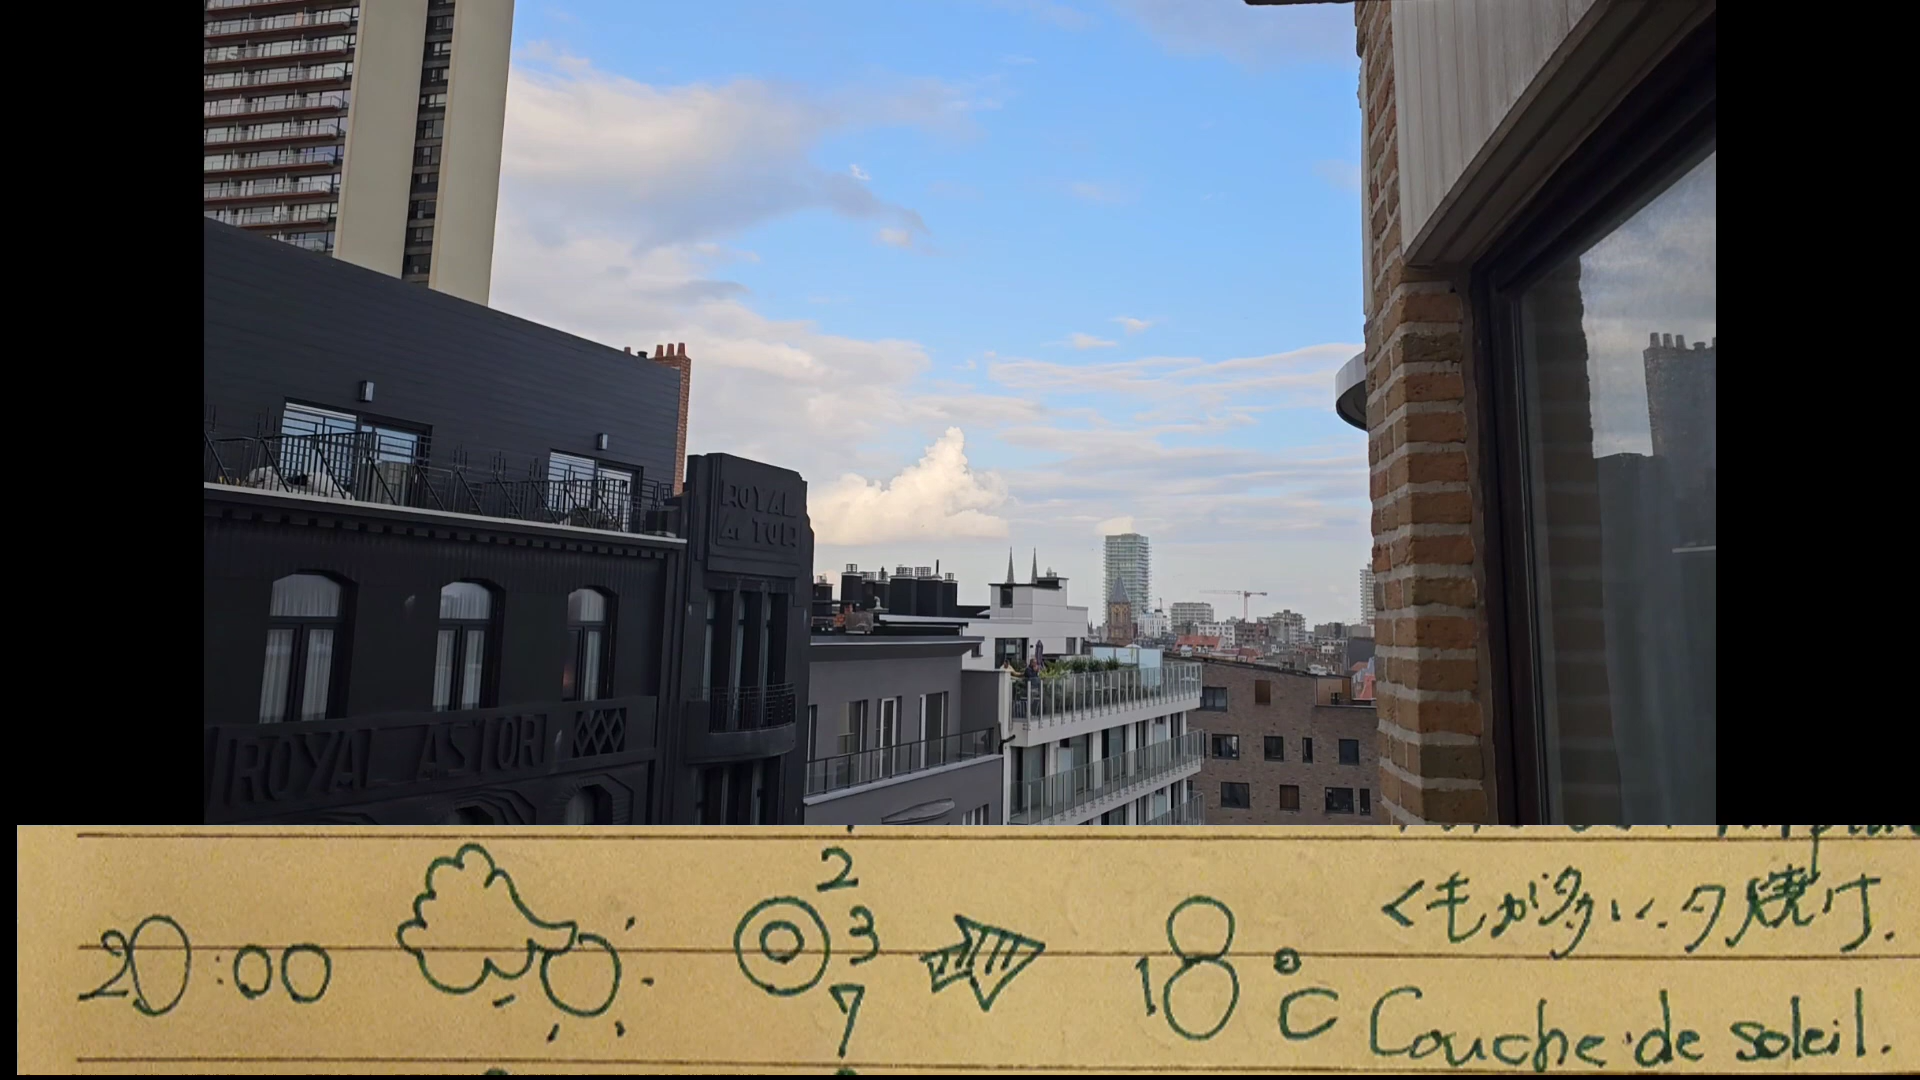 ROYAL
ASTOR
ROYAL ASTORI
20:00
2
3
7
18°C
くもが多い.夕焼け.
Couche de soleil.